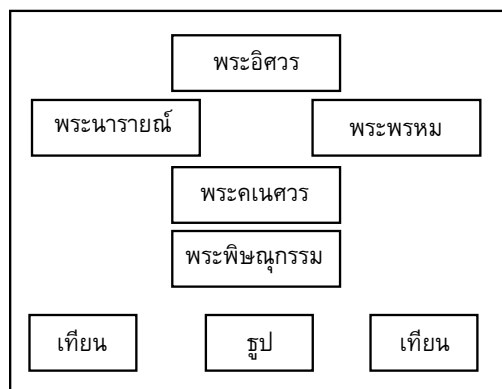 พระอิศวร
พระนารายณ์
พระพรหม
พระคเนศวร
พระพิษณุกรรม
เทียน
ธูป
เทียน